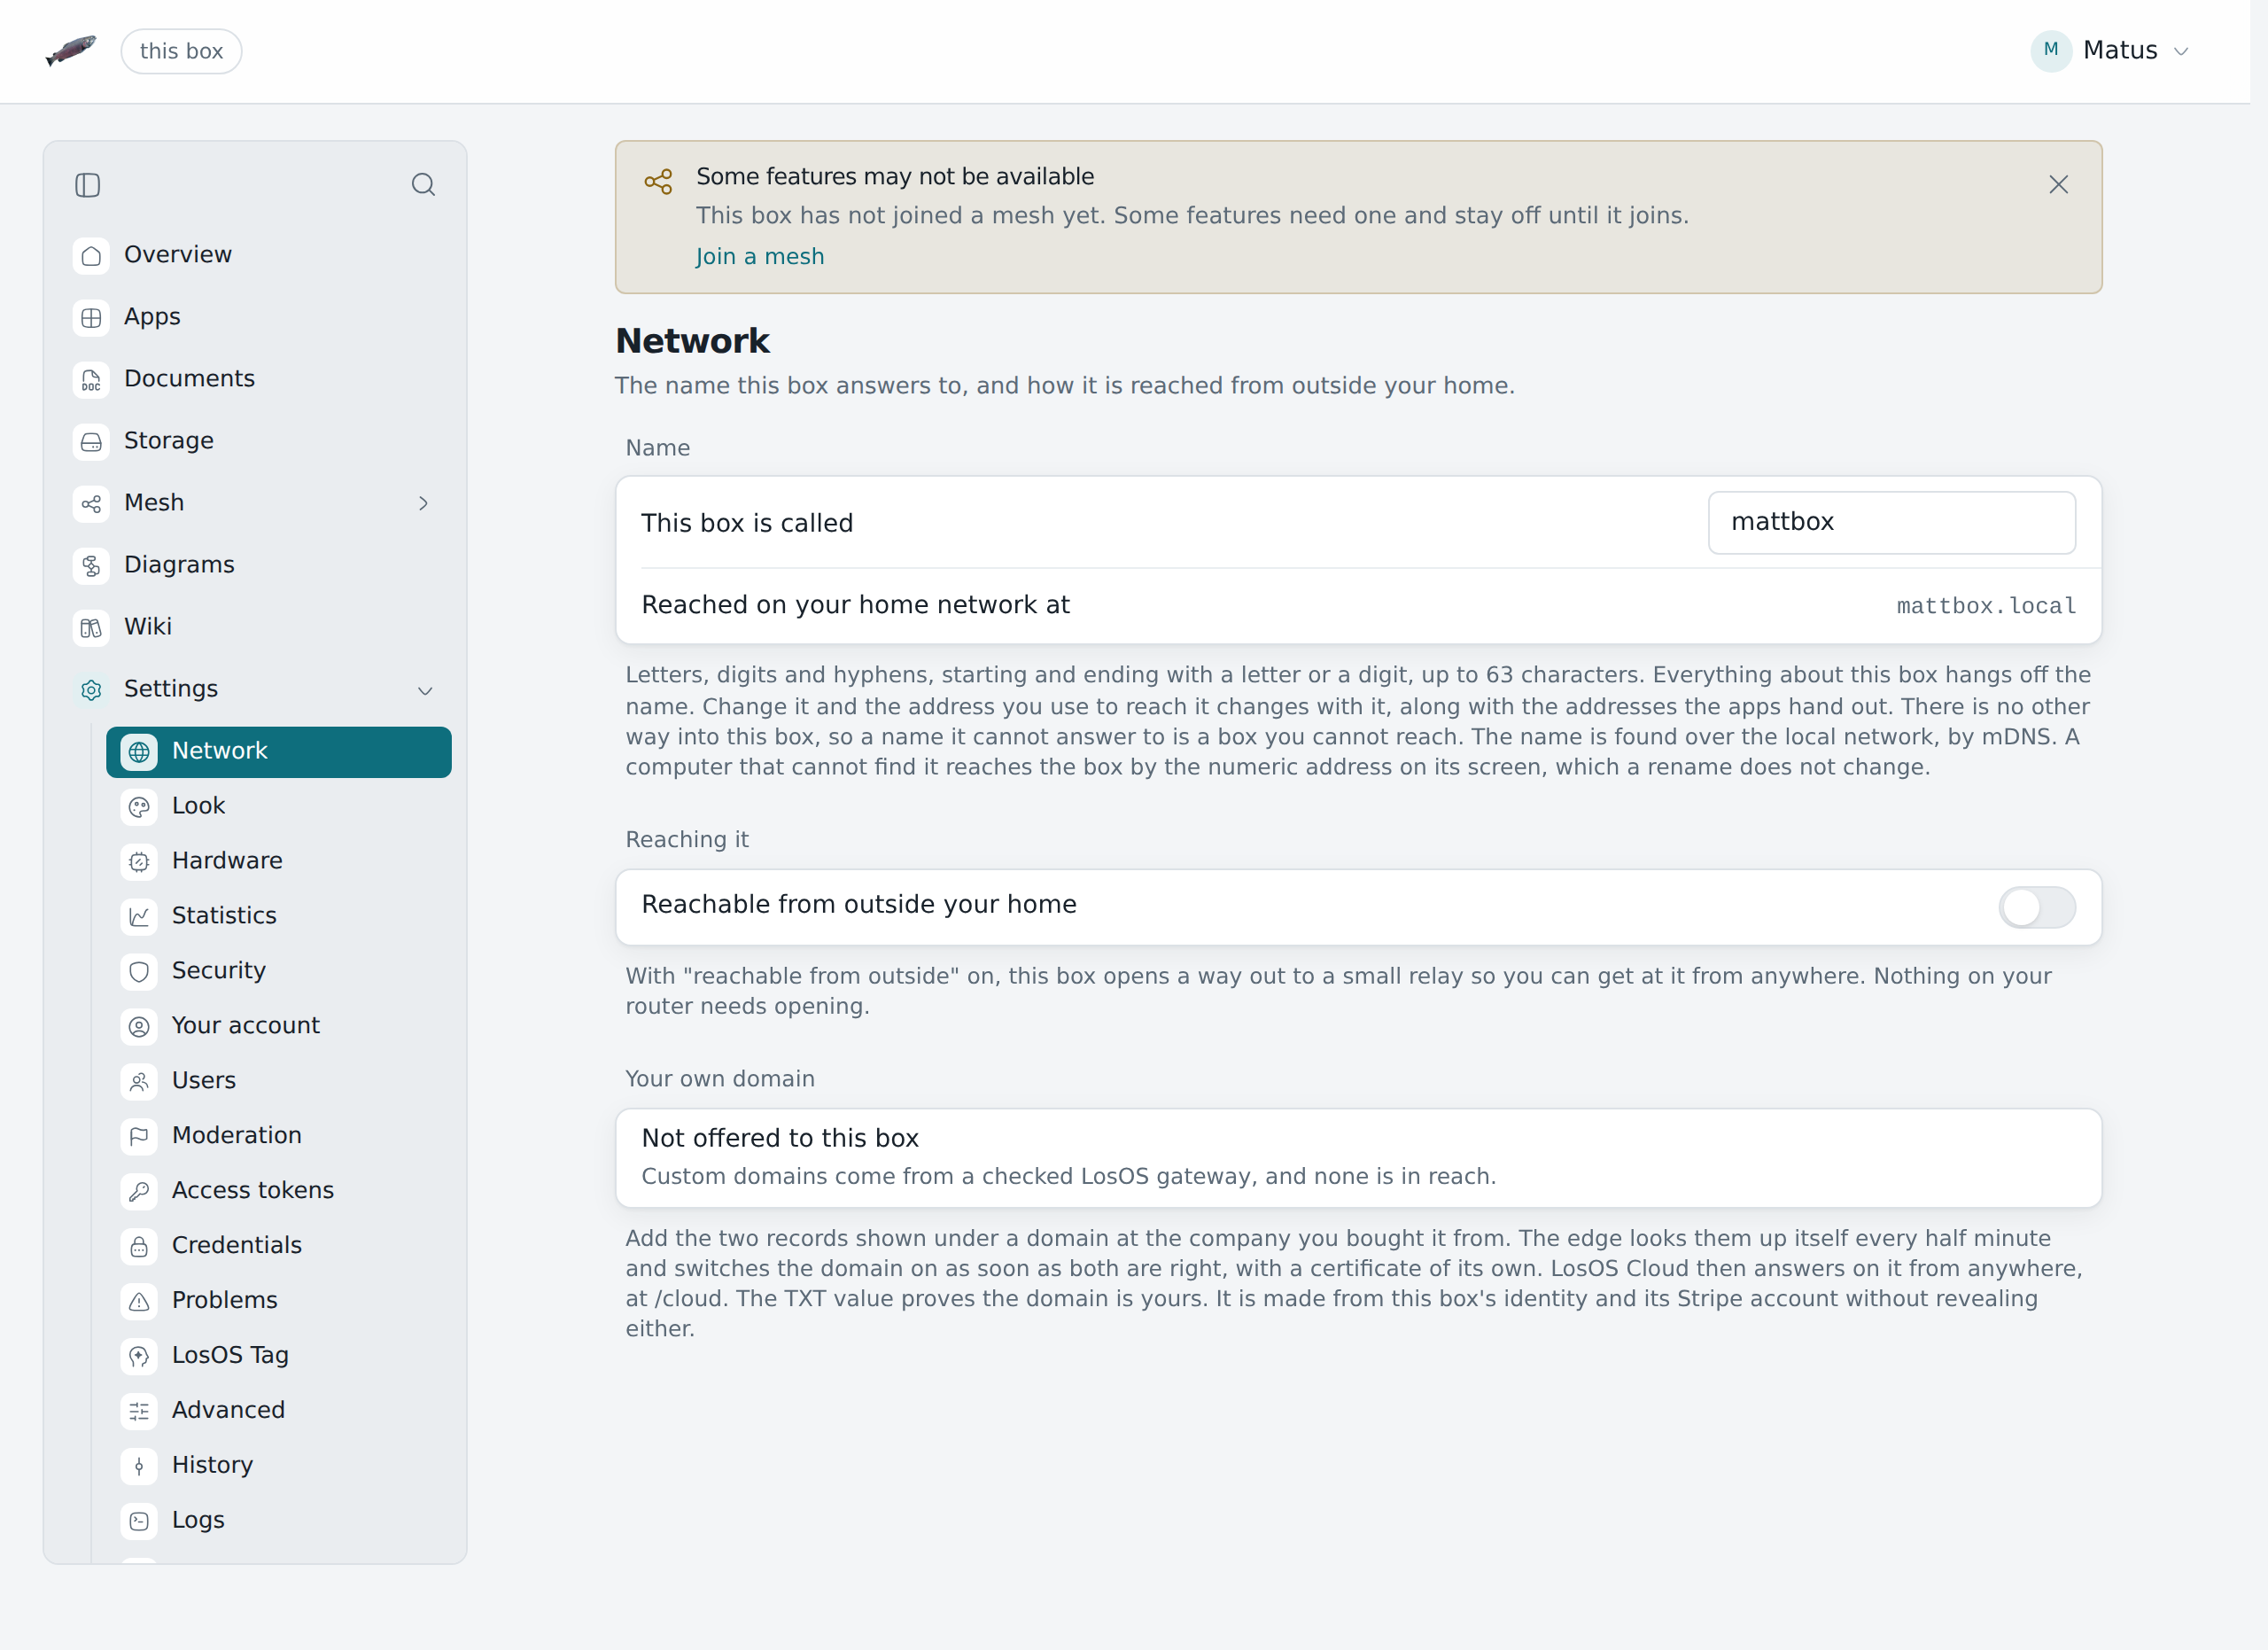 this box
M
Matus
Overview
Apps
DOC
Documents
Storage
Mesh
Diagrams
Wiki
Settings
Network
Look
Hardware
Statistics
Security
Your account
Users
Moderation
Access tokens
Credentials
Problems
LosOS Tag
Advanced
History
Logs
Some features may not be available
This box has not joined a mesh yet. Some features need one and stay off until it joins.
Join a mesh
Network
The name this box answers to, and how it is reached from outside your home.
Name
This box is called
mattbox
Reached on your home network at
mattbox.local
Letters, digits and hyphens, starting and ending with a letter or a digit, up to 63 characters. Everything about this box hangs off the
name. Change it and the address you use to reach it changes with it, along with the addresses the apps hand out. There is no other
way into this box, so a name it cannot answer to is a box you cannot reach. The name is found over the local network, by mDNS. A
computer that cannot find it reaches the box by the numeric address on its screen, which a rename does not change.
Reaching it
Reachable from outside your home
With "reachable from outside" on, this box opens a way out to a small relay so you can get at it from anywhere. Nothing on your
router needs opening.
Your own domain
Not offered to this box
Custom domains come from a checked LosOS gateway, and none is in reach.
Add the two records shown under a domain at the company you bought it from. The edge looks them up itself every half minute
and switches the domain on as soon as both are right, with a certificate of its own. LosOS Cloud then answers on it from anywhere,
at /cloud. The TXT value proves the domain is yours. It is made from this box's identity and its Stripe account without revealing
either.